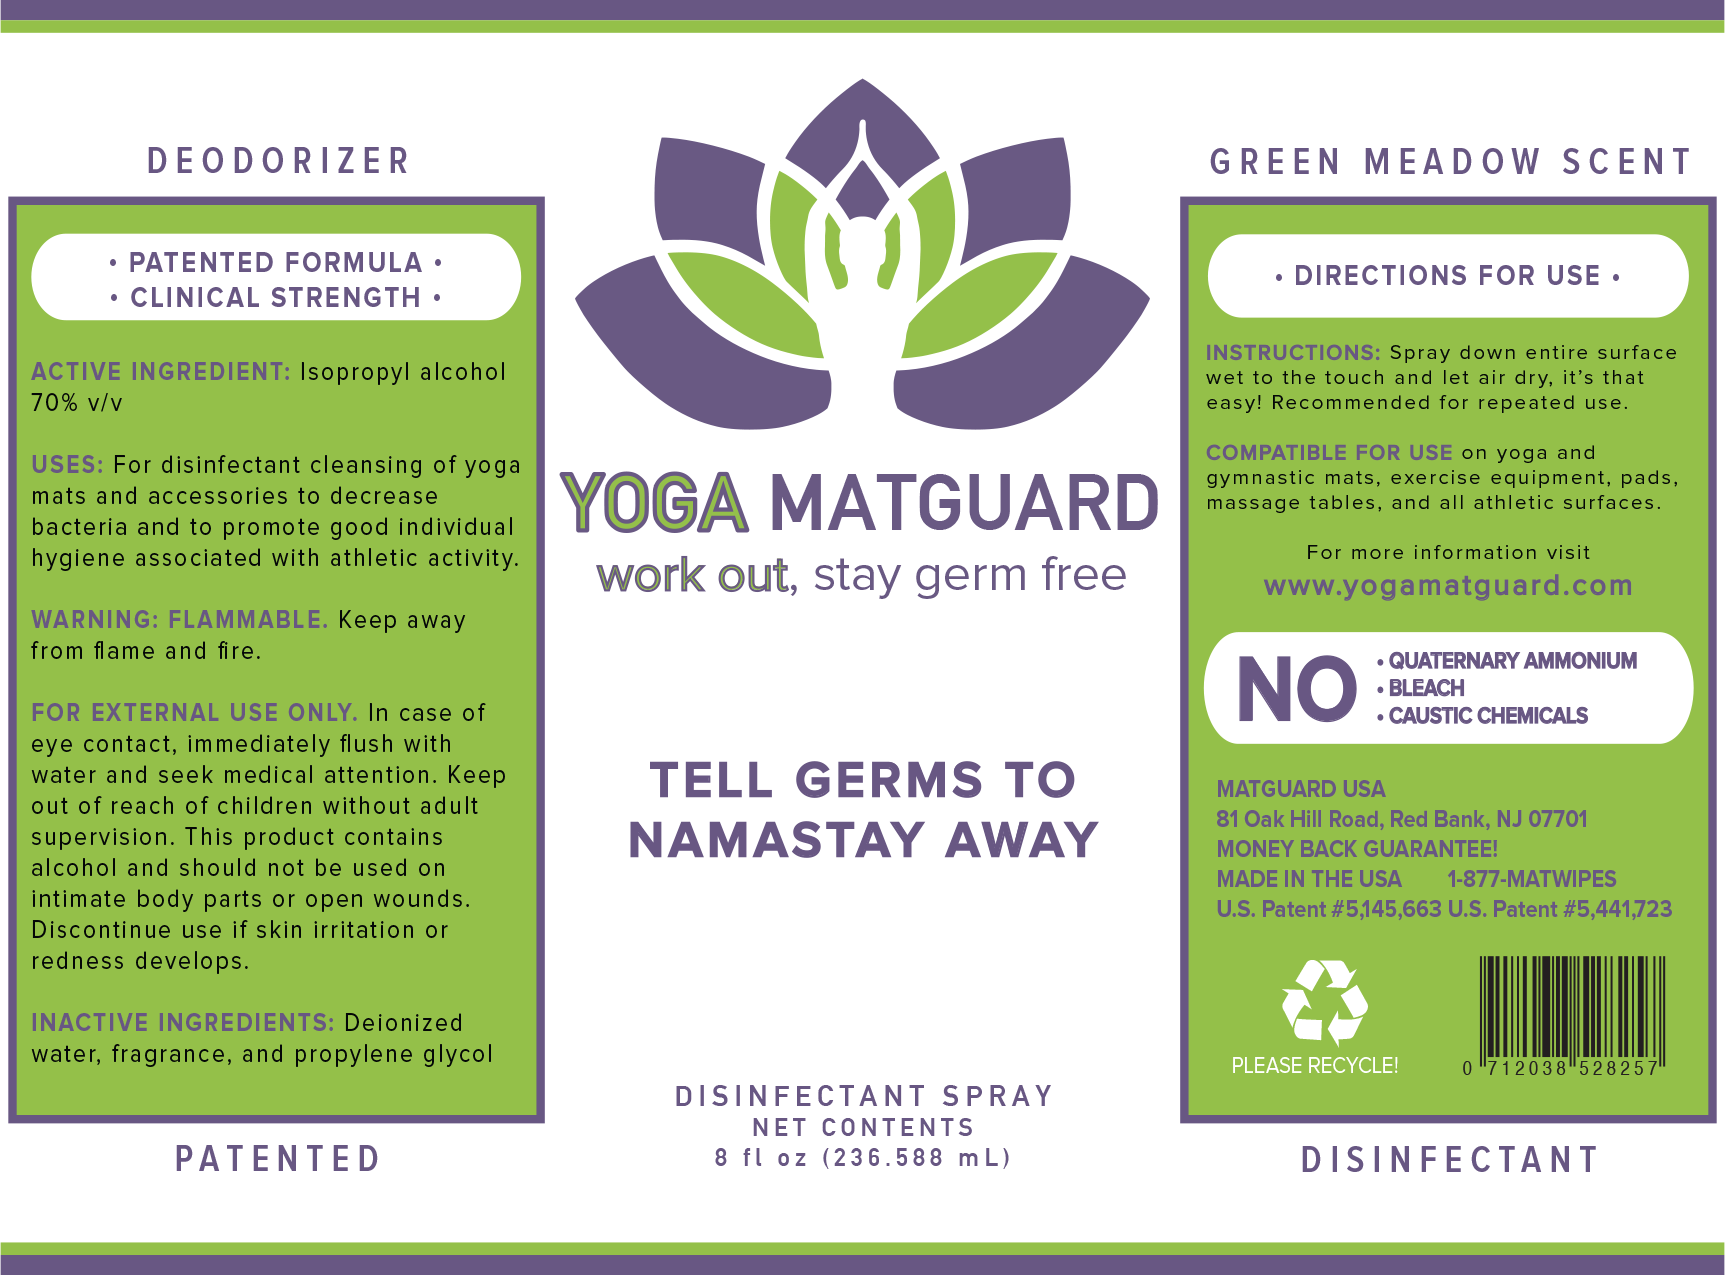 DEODORIZER
• PATENTED FORMULA •
• CLINICAL STRENGTH •
ACTIVE INGREDIENT: Isopropyl alcohol
70% v/v
USES: For disinfectant cleansing of yoga
mats and accessories to decrease
bacteria and to promote good individual
hygiene associated with athletic activity.
WARNING: FLAMMABLE. Keep away
from flame and fire.
FOR EXTERNAL USE ONLY. In case of
eye contact, immediately flush with
water and seek medical attention. Keep
out of reach of children without adult
supervision. This product contains
alcohol and should not be used on
intimate body parts or open wounds.
Discontinue use if skin irritation or
redness develops.
INACTIVE INGREDIENTS: Deionized
water, fragrance, and propylene glycol
PATENTED
YOGA MATGUARD
work out, stay germ free
TELL GERMS TO
NAMASTAY AWAY
DISINFECTANT SPRAY
NET CONTENTS
8 fl oz (236.588 mL)
GREEN MEADOW SCENT
• DIRECTIONS FOR USE •
INSTRUCTIONS: Spray down entire surface
wet to the touch and let air dry, it's that
easy! Recommended for repeated use.
COMPATIBLE FOR USE on yoga and
gymnastic mats, exercise equipment, pads,
massage tables, and all athletic surfaces.
For more information visit
www.yogamatguard.com
NO
• QUATERNARY AMMONIUM
• BLEACH
• CAUSTIC CHEMICALS
MATGUARD USA
81 Oak Hill Road, Red Bank, NJ 07701
MONEY BACK GUARANTEE!
MADE IN THE USA 1-877-MATWIPES
U.S. Patent #5,145,663 U.S. Patent #5,441,723
PLEASE RECYCLE!
0 712038 528257
DISINFECTANT